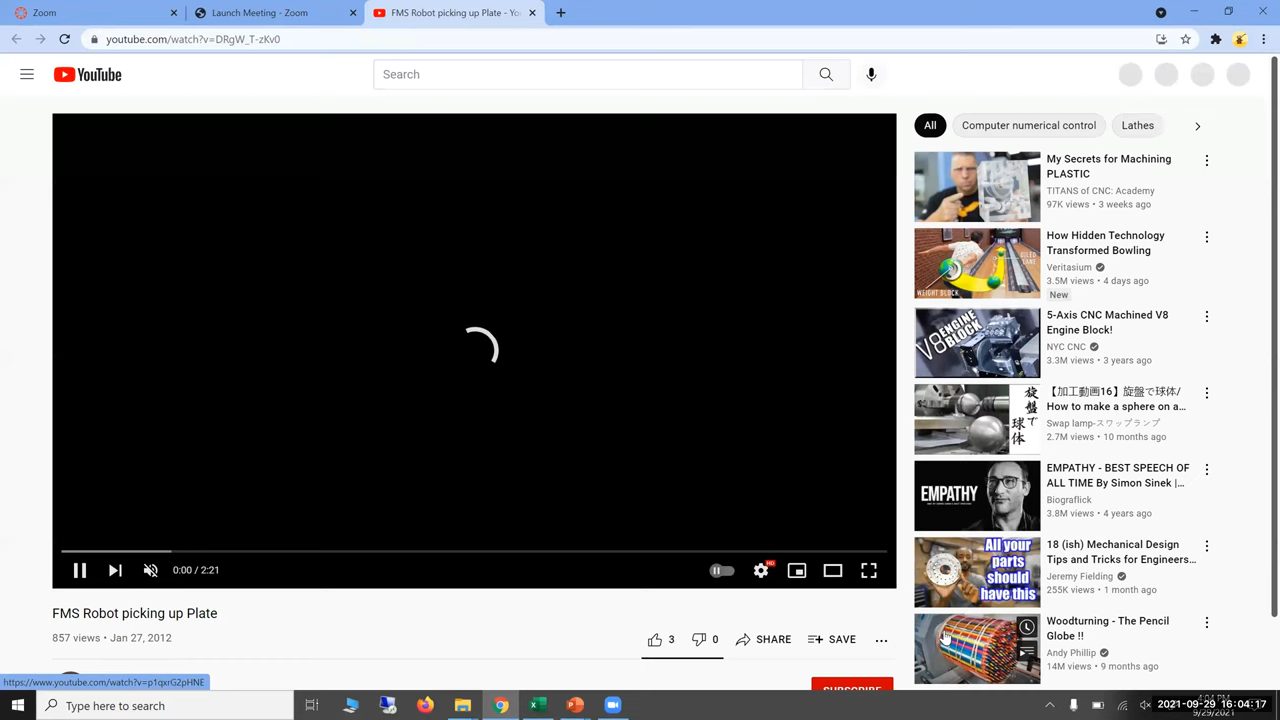 Zoom
Launch Meeting - Zoom
FMS Robot picking up Plate - Yo
youtube.com/watch?v=DRgW_T-zKv0
YouTube
Search
All
Computer numerical control
Lathes
My Secrets for Machining
PLASTIC
TITANS of CNC: Academy
97K views • 3 weeks ago
WEIGHT BLOCK
How Hidden Technology
Transformed Bowling
Veritasium
3.5M views • 4 days ago
New
V8 ENGINE
BLOCK
5-Axis CNC Machined V8
Engine Block!
NYC CNC
3.3M views • 3 years ago
旋盤で球体
【加工動画16】旋盤で球体/
How to make a sphere on a…
Swap lamp-スワップランプ
2.7M views • 10 months ago
EMPATHY
EMPATHY - BEST SPEECH OF
ALL TIME By Simon Sinek |…
Biograflick
3.8M views • 4 years ago
All your
parts
should
have this
18 (ish) Mechanical Design
Tips and Tricks for Engineers…
Jeremy Fielding
255K views • 1 month ago
Woodturning - The Pencil
Globe !!
Andy Phillip
14M views • 9 months ago
0:00 / 2:21
HD
FMS Robot picking up Plate
857 views • Jan 27, 2012
3
0
SHARE
SAVE
SUBSCRIBE
https://www.youtube.com/watch?v=p1qxrG2pHNE
Type here to search
4:04 PM
2021-09-29 16:04:17
9/29/2021